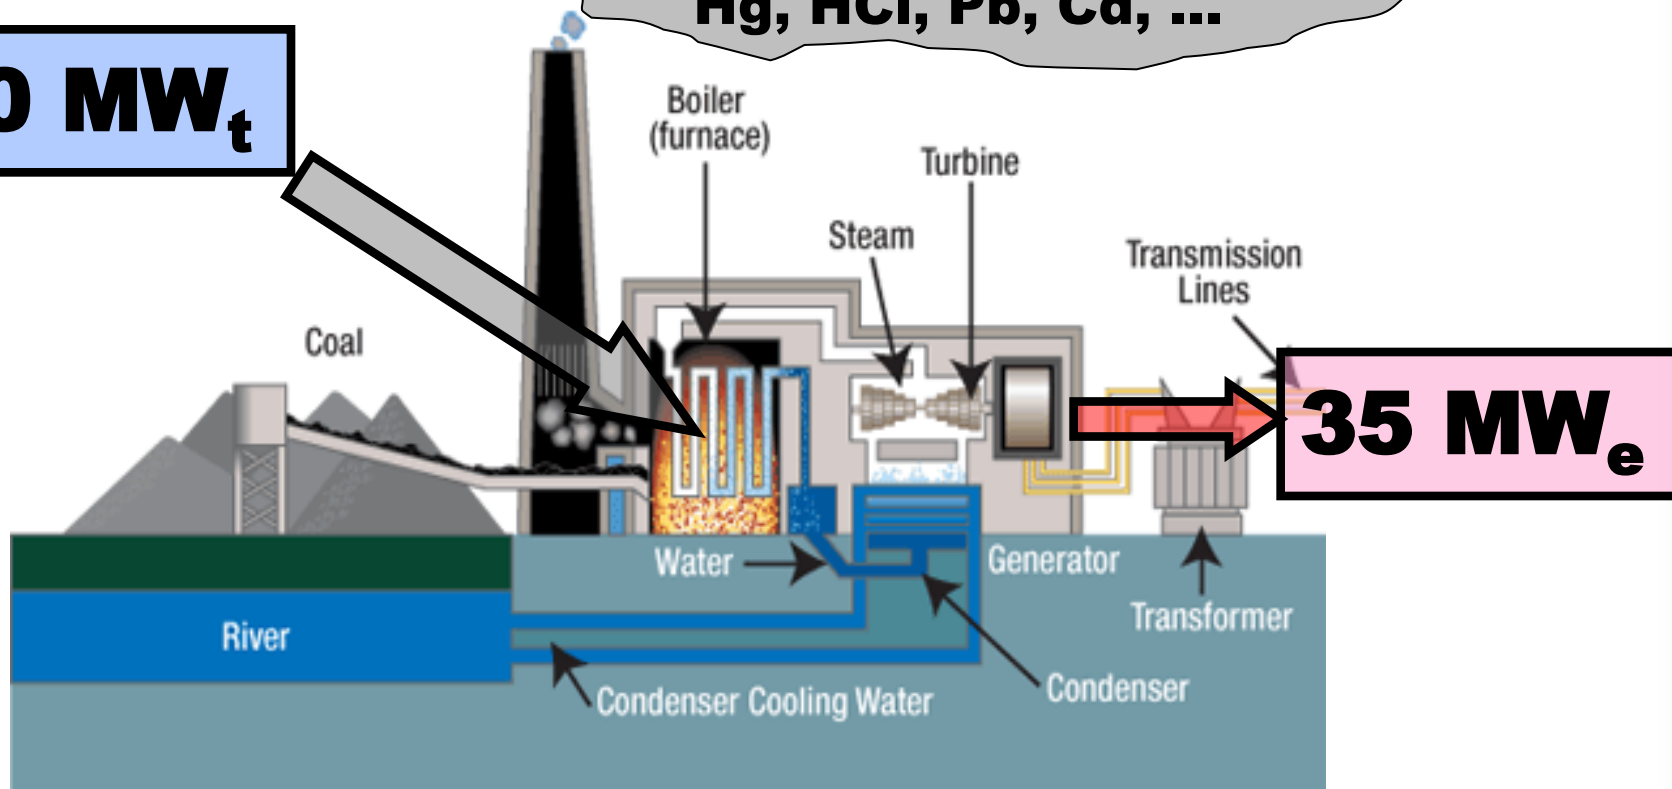 Hg, HCl, Pb, Cd, ...
0 MWt
Boiler
(furnace)
Turbine
Steam
Transmission
Lines
Coal
35 MWe
Water
Generator
River
Transformer
Condenser
Condenser Cooling Water